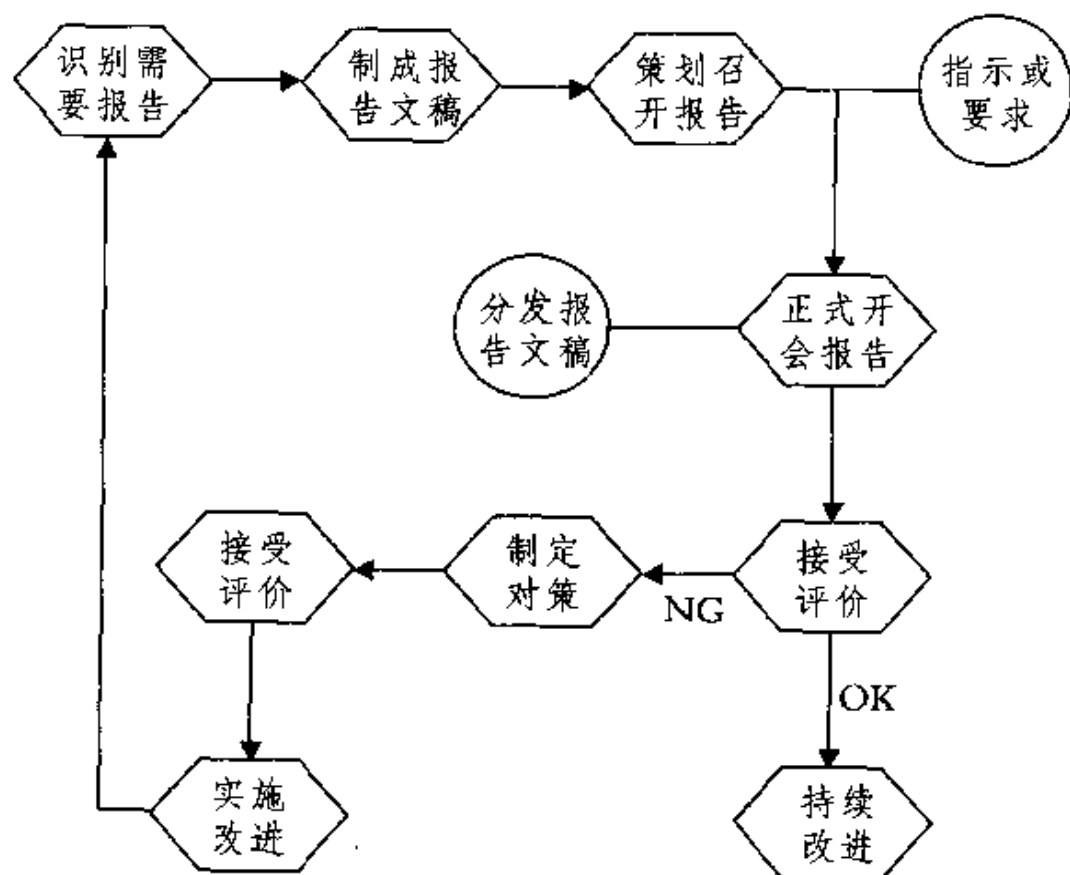 识别需
要报告
制成报
告文稿
策划召
开报告
指示或
要求
分发报
告文稿
正式开
会报告
接受
评价
制定
对策
NG
接受
评价
OK
实施
改进
持续
改进